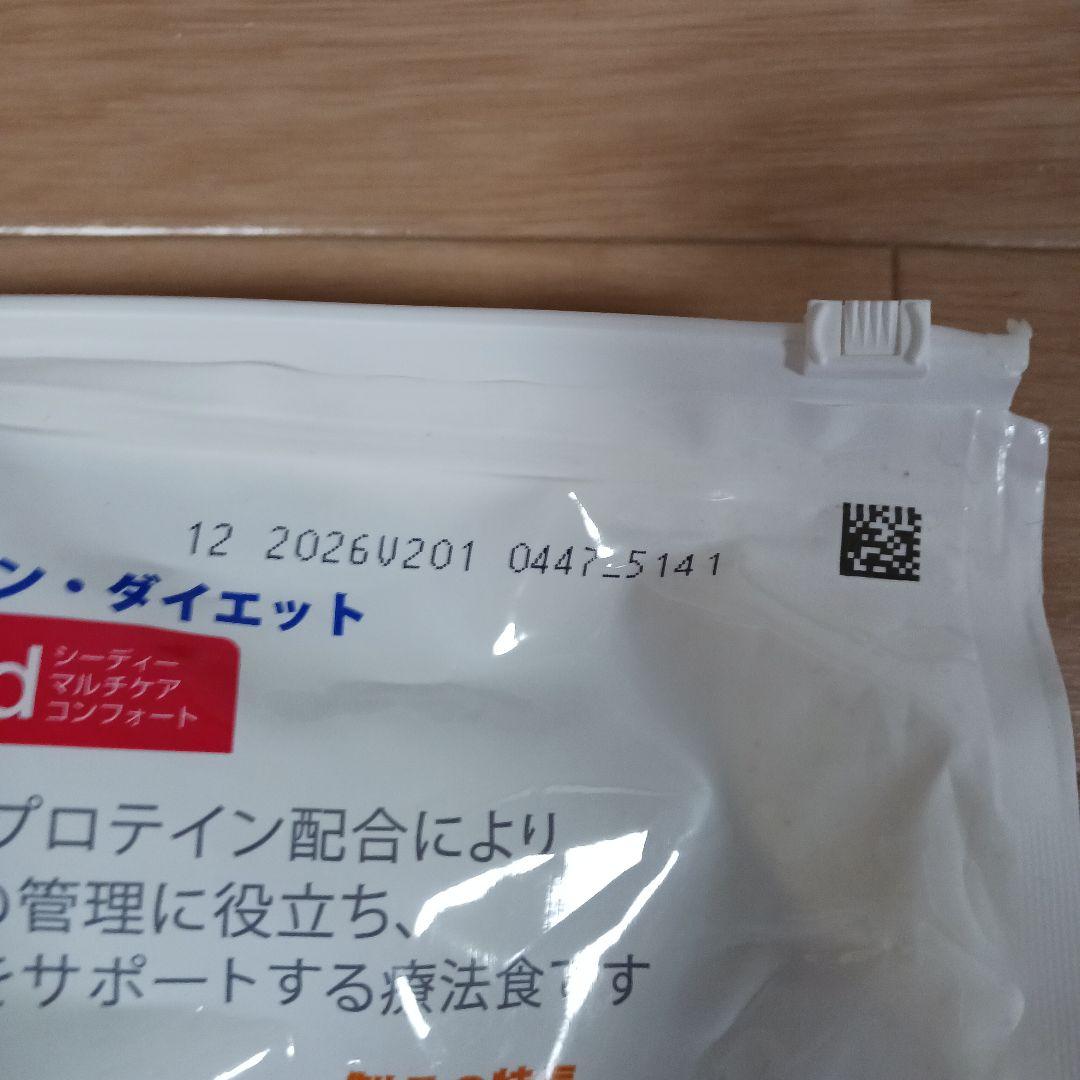 12 2026V201 0447_5141
ン・ダイエット
d シーディー
マルチケア
コンフォート
プロテイン配合により
の管理に役立ち、
をサポートする療法食です